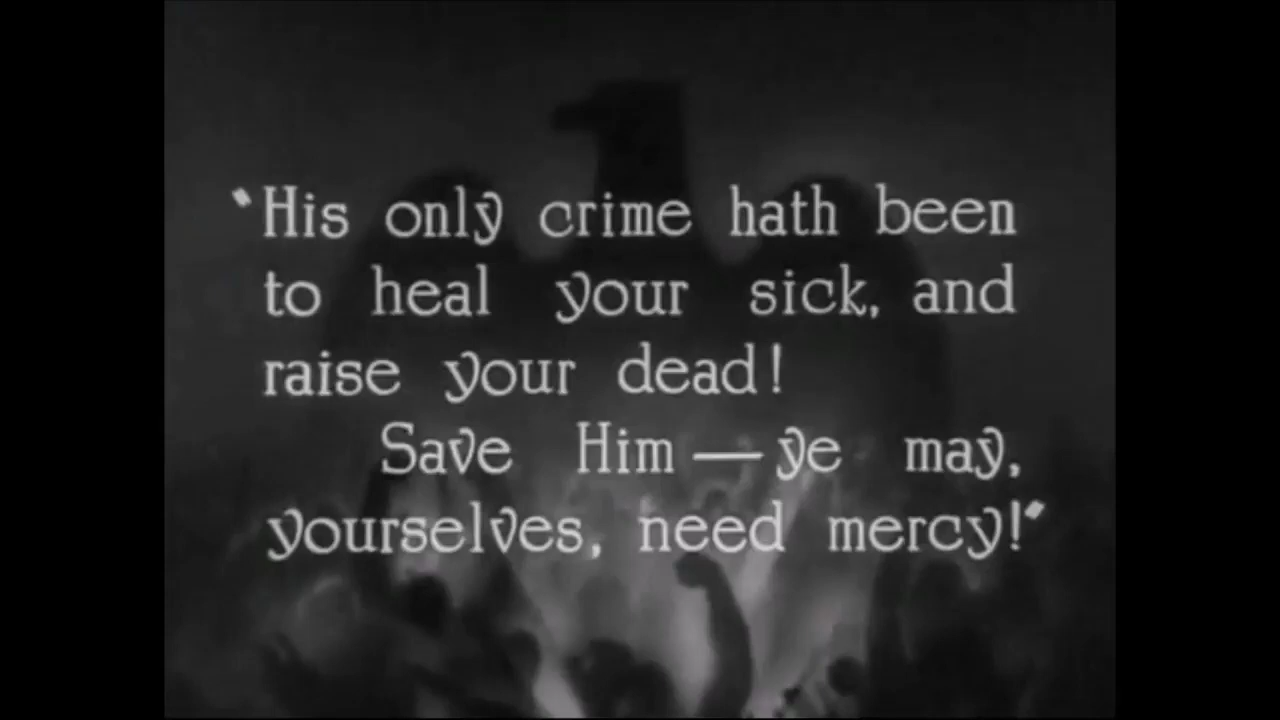 "His only crime hath been
to heal your sick, and
raise your dead!
Save Him—ye may,
yourselves, need mercy!"